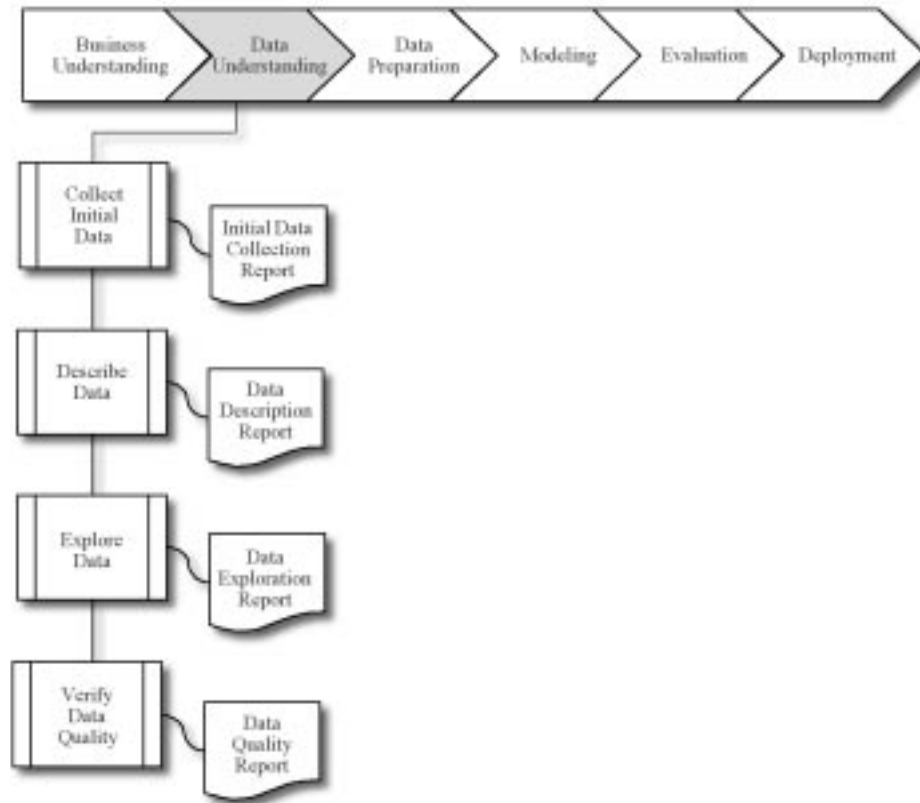 Business
Understanding
Data
Understanding
Data
Preparation
Modeling
Evaluation
Deployment
Collect
Initial
Data
Initial Data
Collection
Report
Describe
Data
Data
Description
Report
Explore
Data
Data
Exploration
Report
Verify
Data
Quality
Data
Quality
Report